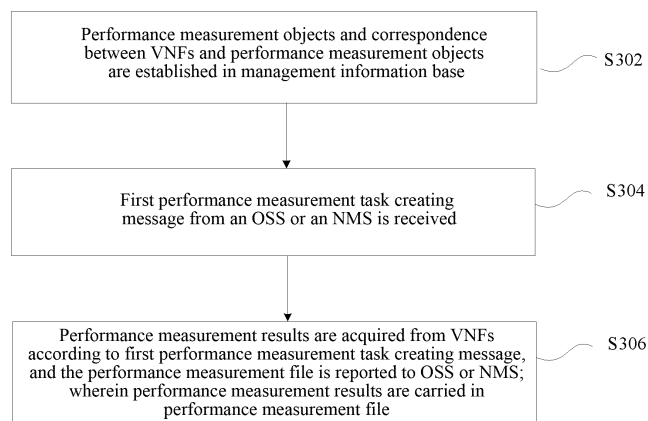 Performance measurement objects and correspondence
between VNFs and performance measurement objects
are established in management information base
S302
First performance measurement task creating
message from an OSS or an NMS is received
S304
Performance measurement results are acquired from VNFs
according to first performance measurement task creating message,
and the performance measurement file is reported to OSS or NMS;
wherein performance measurement results are carried in
performance measurement file
S306